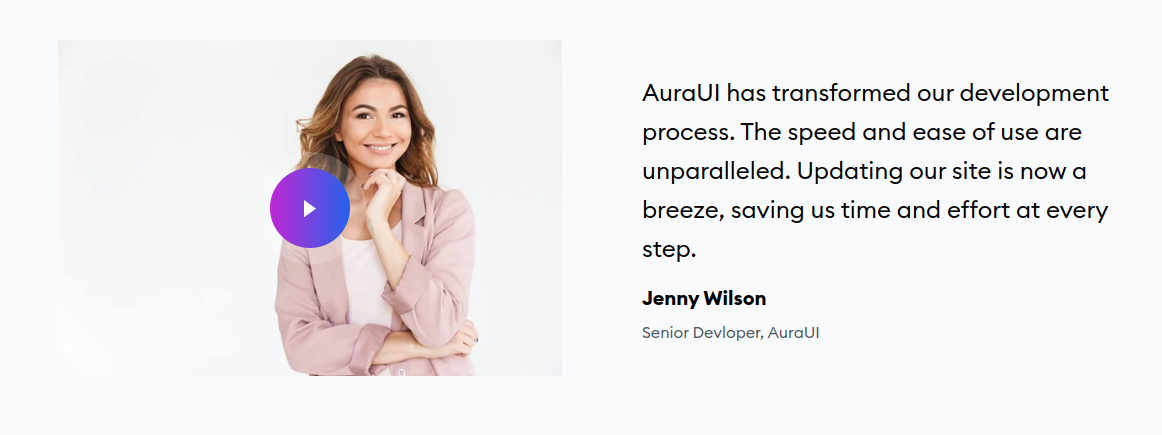 AuraUI has transformed our development
process. The speed and ease of use are
unparalleled. Updating our site is now a
breeze, saving us time and effort at every
step.
Jenny Wilson
Senior Devloper, AuraUI